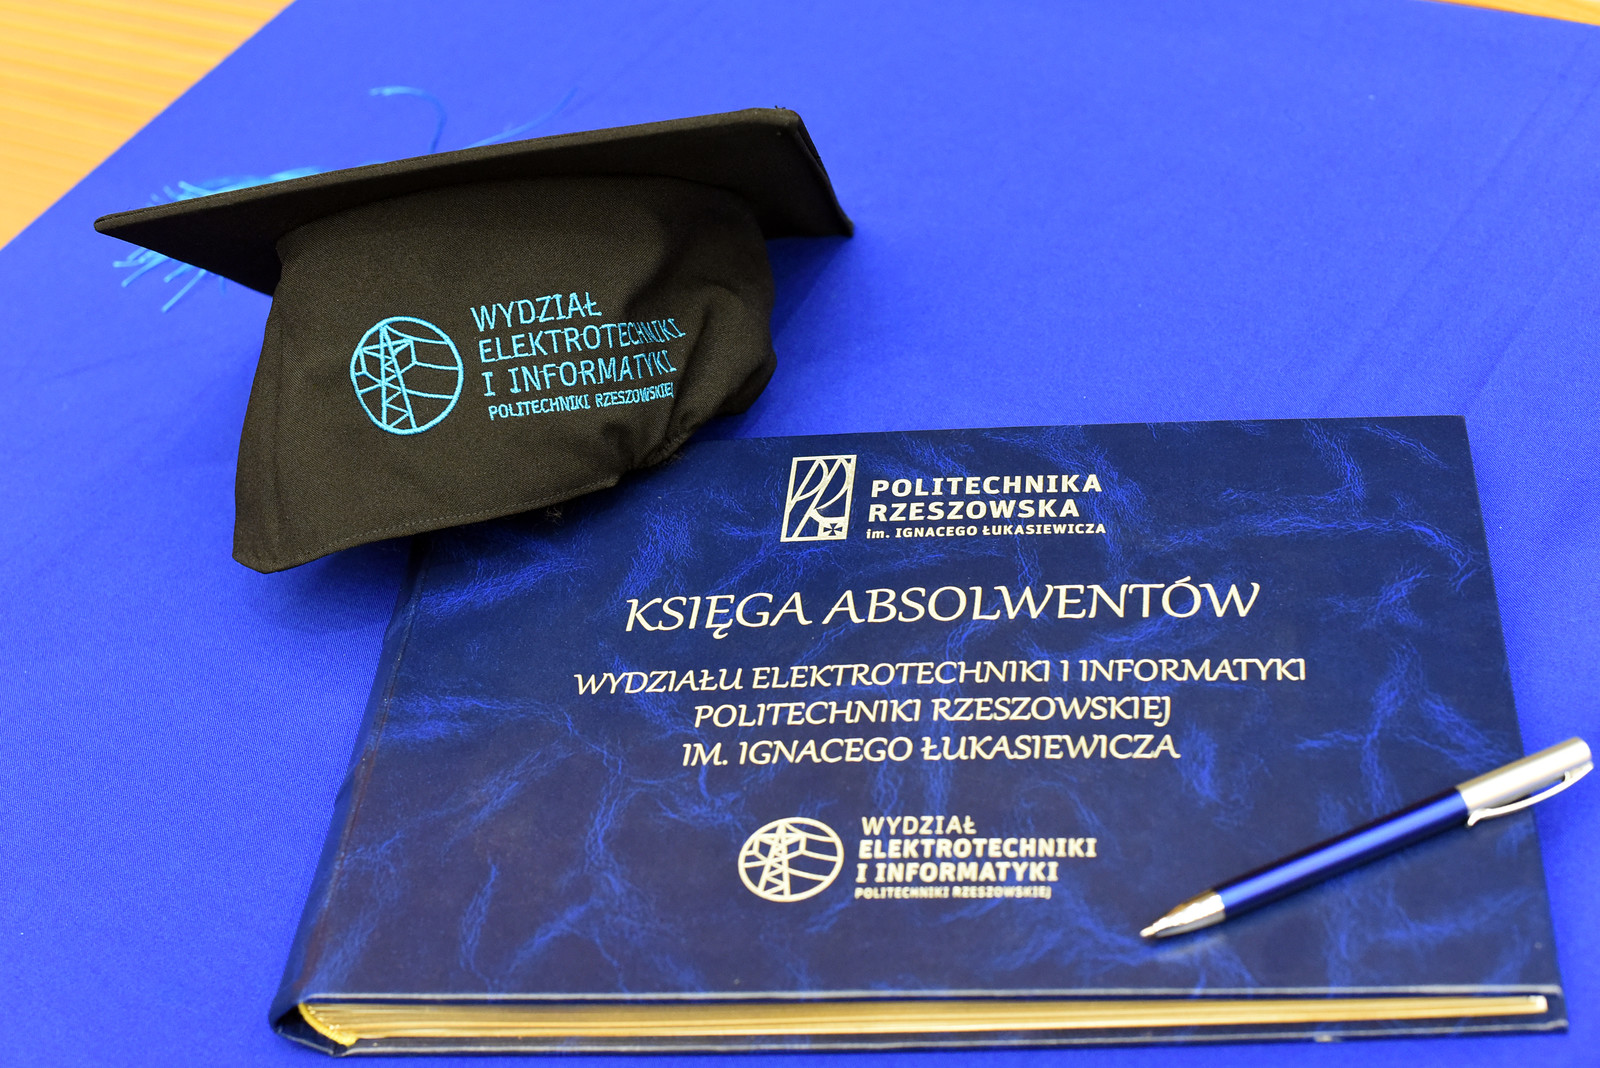 WYDZIAŁ
ELEKTROTECHNIKI
I INFORMATYKI
POLITECHNIKI RZESZOWSKIEJ
POLITECHNIKA
RZESZOWSKA
im. IGNACEGO ŁUKASIEWICZA
KSIĘGA ABSOLWENTÓW
WYDZIAŁU ELEKTROTECHNIKI I INFORMATYKI
POLITECHNIKI RZESZOWSKIEJ
IM. IGNACEGO ŁUKASIEWICZA
WYDZIAŁ
ELEKTROTECHNIKI
I INFORMATYKI
POLITECHNIKI RZESZOWSKIEJ